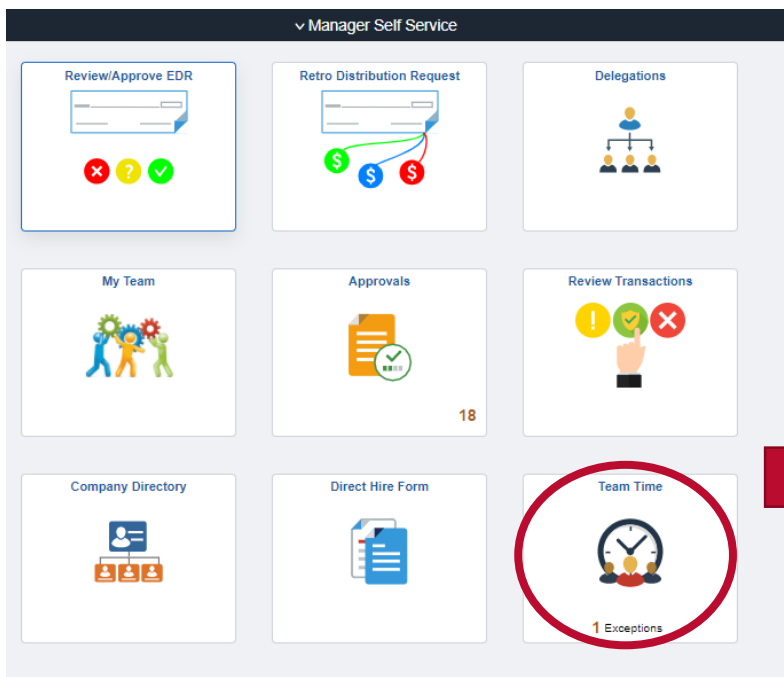 Manager Self Service
Review/Approve EDR
Retro Distribution Request
Delegations
? 
$ $ $
My Team
Approvals
Review Transactions
!
18
Company Directory
Direct Hire Form
Team Time
1 Exceptions